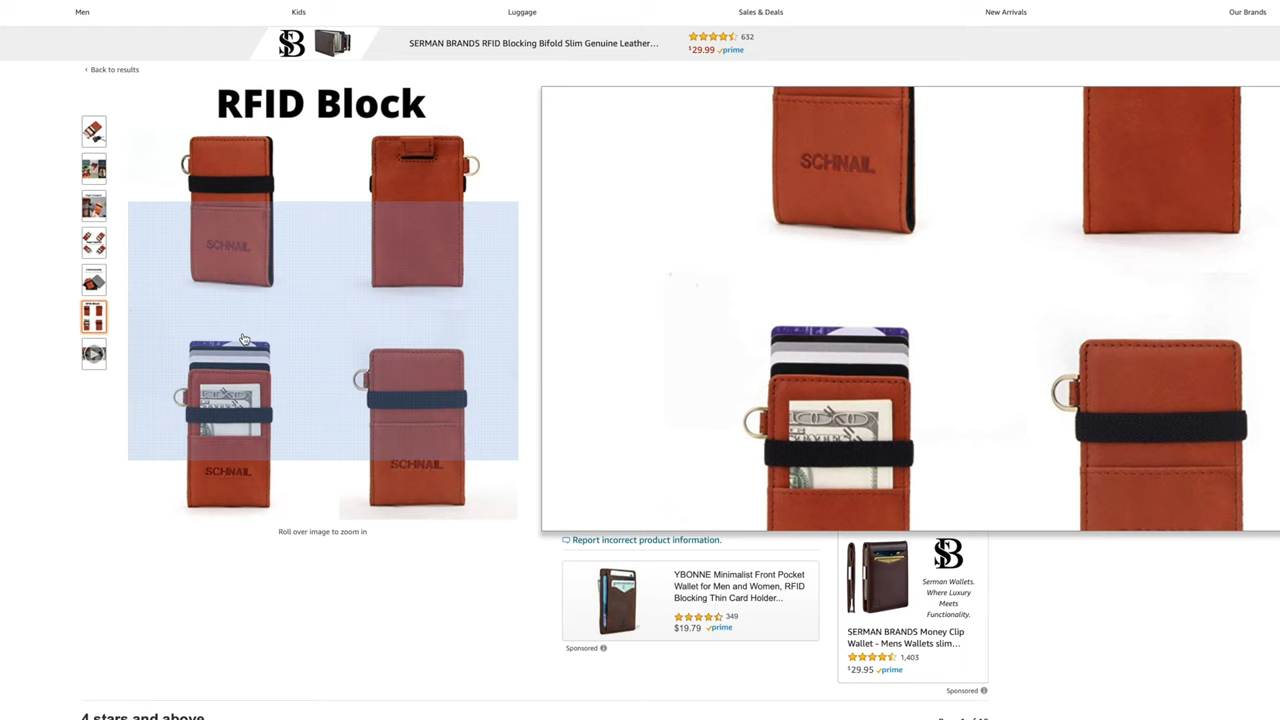 Men
Kids
Luggage
Sales & Deals
New Arrivals
Our Brands
SB
SERMAN BRANDS RFID Blocking Bifold Slim Genuine Leather…
632
$29.99 prime
‹ Back to results
RFID Block
SCHNAIL
SCHNAIL
SCHNAIL
SCHNAIL
Roll over image to zoom in
Report incorrect product information.
YBONNE Minimalist Front Pocket
Wallet for Men and Women, RFID
Blocking Thin Card Holder...
349
$19.79 prime
Sponsored
SB
Serman Wallets.
Where Luxury
Meets
Functionality.
SERMAN BRANDS Money Clip
Wallet - Mens Wallets slim…
1,403
$29.95 prime
Sponsored
4 stars and above